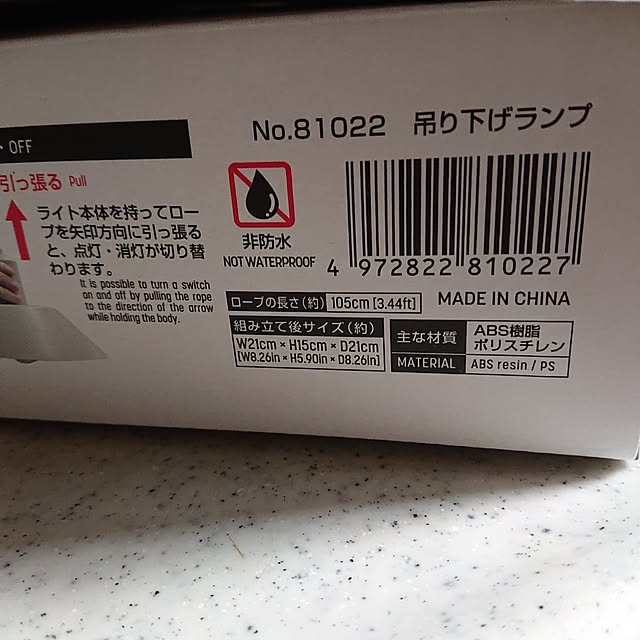 ・OFF
引っ張る Pull
ライト本体を持ってロー
プを矢印方向に引っ張る
と、点灯・消灯が切り替
わります。
It is possible to turn a switch
on and off by pulling the rope
to the direction of the arrow
while holding the body.
No.81022 吊り下げランプ
非防水
NOT WATERPROOF
4 972822 810227
ロープの長さ(約) 105cm [3.44ft]
MADE IN CHINA
組み立て後サイズ(約)
W21cm × H15cm × D21cm
[W8.26in × H5.90in × D8.26in]
主な材質 ABS樹脂
ポリスチレン
MATERIAL ABS resin / PS